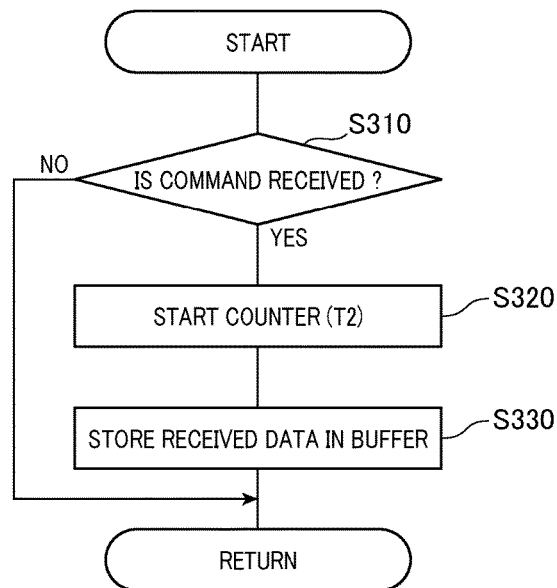 START
S310
NO
IS COMMAND RECEIVED ?
YES
START COUNTER (T2)
S320
STORE RECEIVED DATA IN BUFFER
S330
RETURN